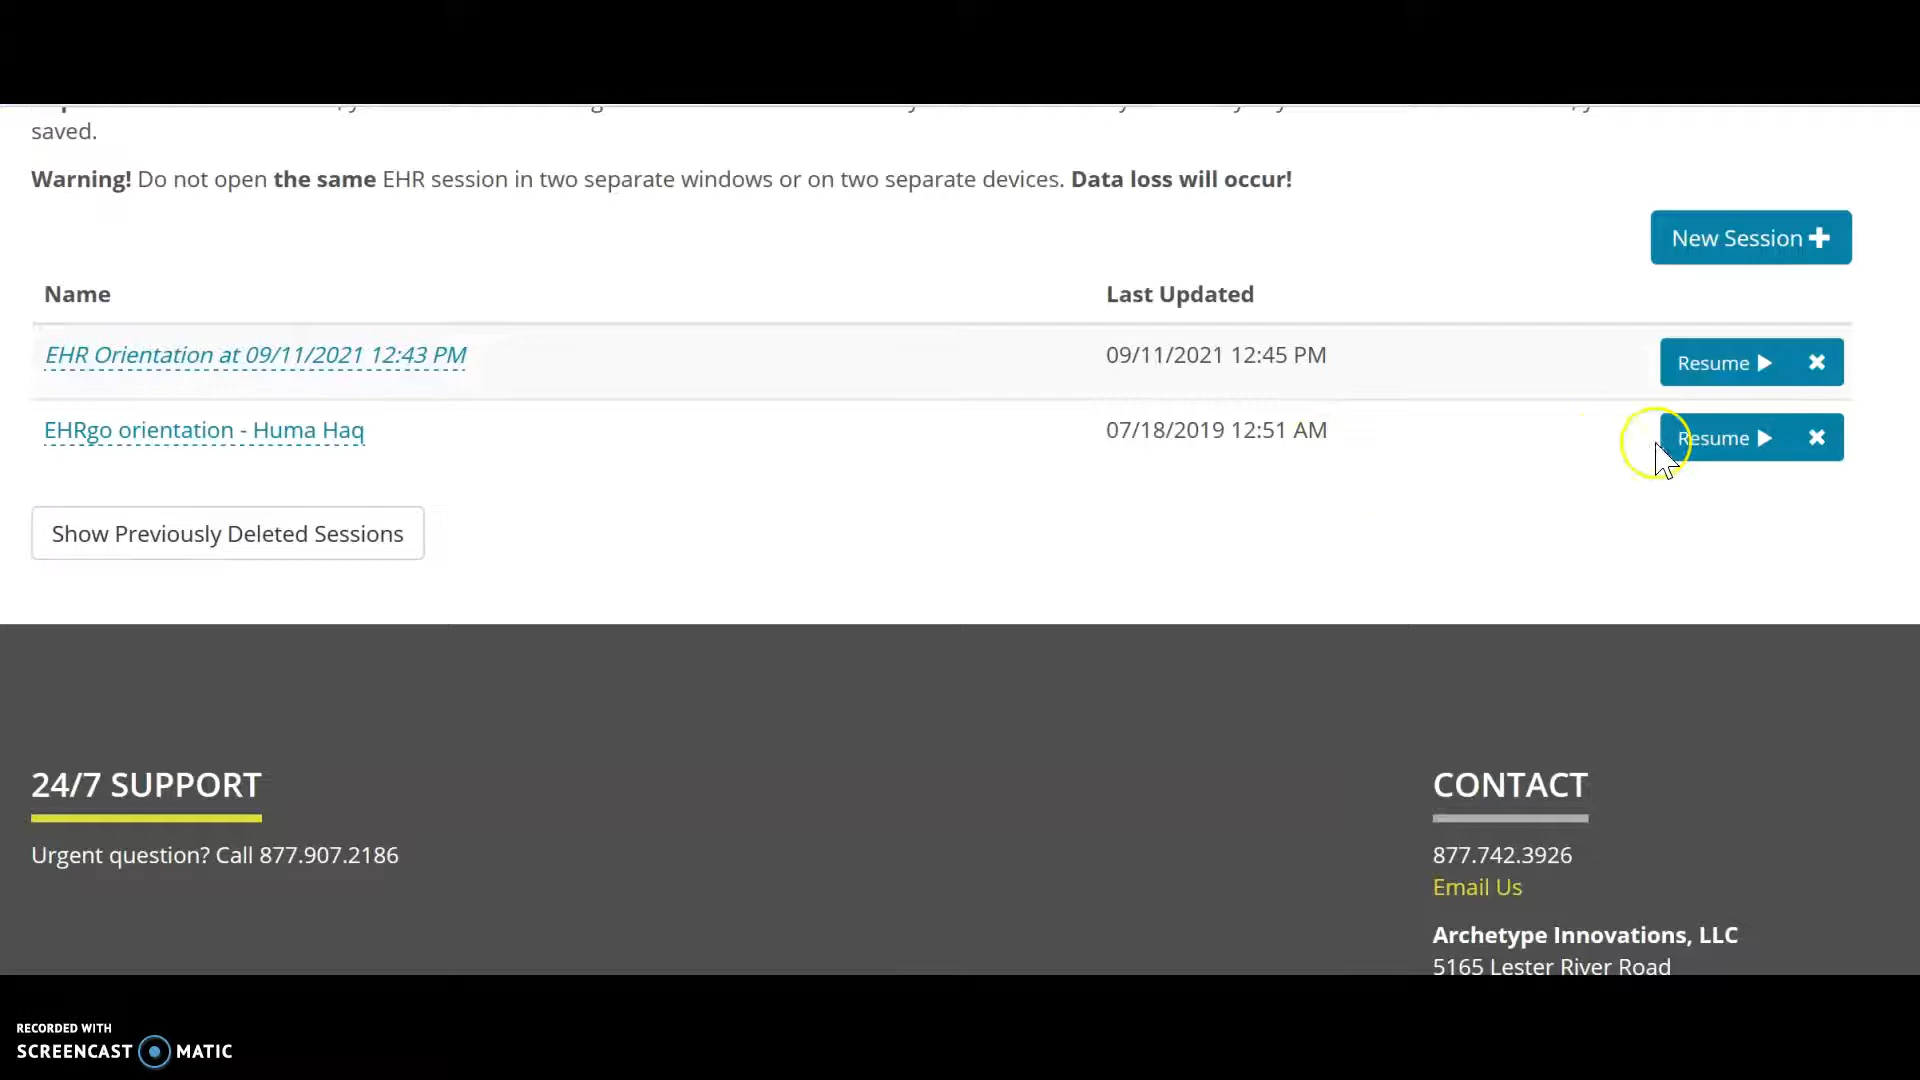 saved.
Warning! Do not open the same EHR session in two separate windows or on two separate devices. Data loss will occur!
New Session
Name Last Updated
EHR Orientation at 09/11/2021 12:43 PM 09/11/2021 12:45 PM Resume
EHRgo orientation - Huma Haq 07/18/2019 12:51 AM Resume
Show Previously Deleted Sessions
24/7 SUPPORT
Urgent question? Call 877.907.2186
CONTACT
877.742.3926
Email Us
Archetype Innovations, LLC
5165 Lester River Road
RECORDED WITH
SCREENCAST MATIC